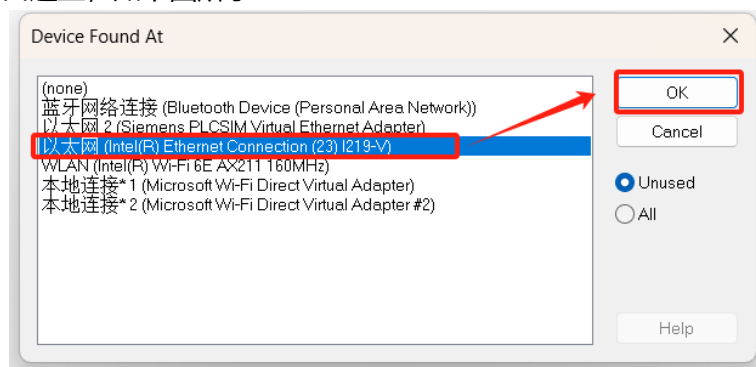 Device Found At
(none)
蓝牙网络连接 (Bluetooth Device (Personal Area Network))
以太网 2 (Siemens PLCSIM Virtual Ethernet Adapter)
以太网 (Intel(R) Ethernet Connection (23) I219-V)
WLAN (Intel(R) Wi-Fi 6E AX211 160MHz)
本地连接* 1 (Microsoft Wi-Fi Direct Virtual Adapter)
本地连接* 2 (Microsoft Wi-Fi Direct Virtual Adapter #2)
OK
Cancel
Unused
All
Help